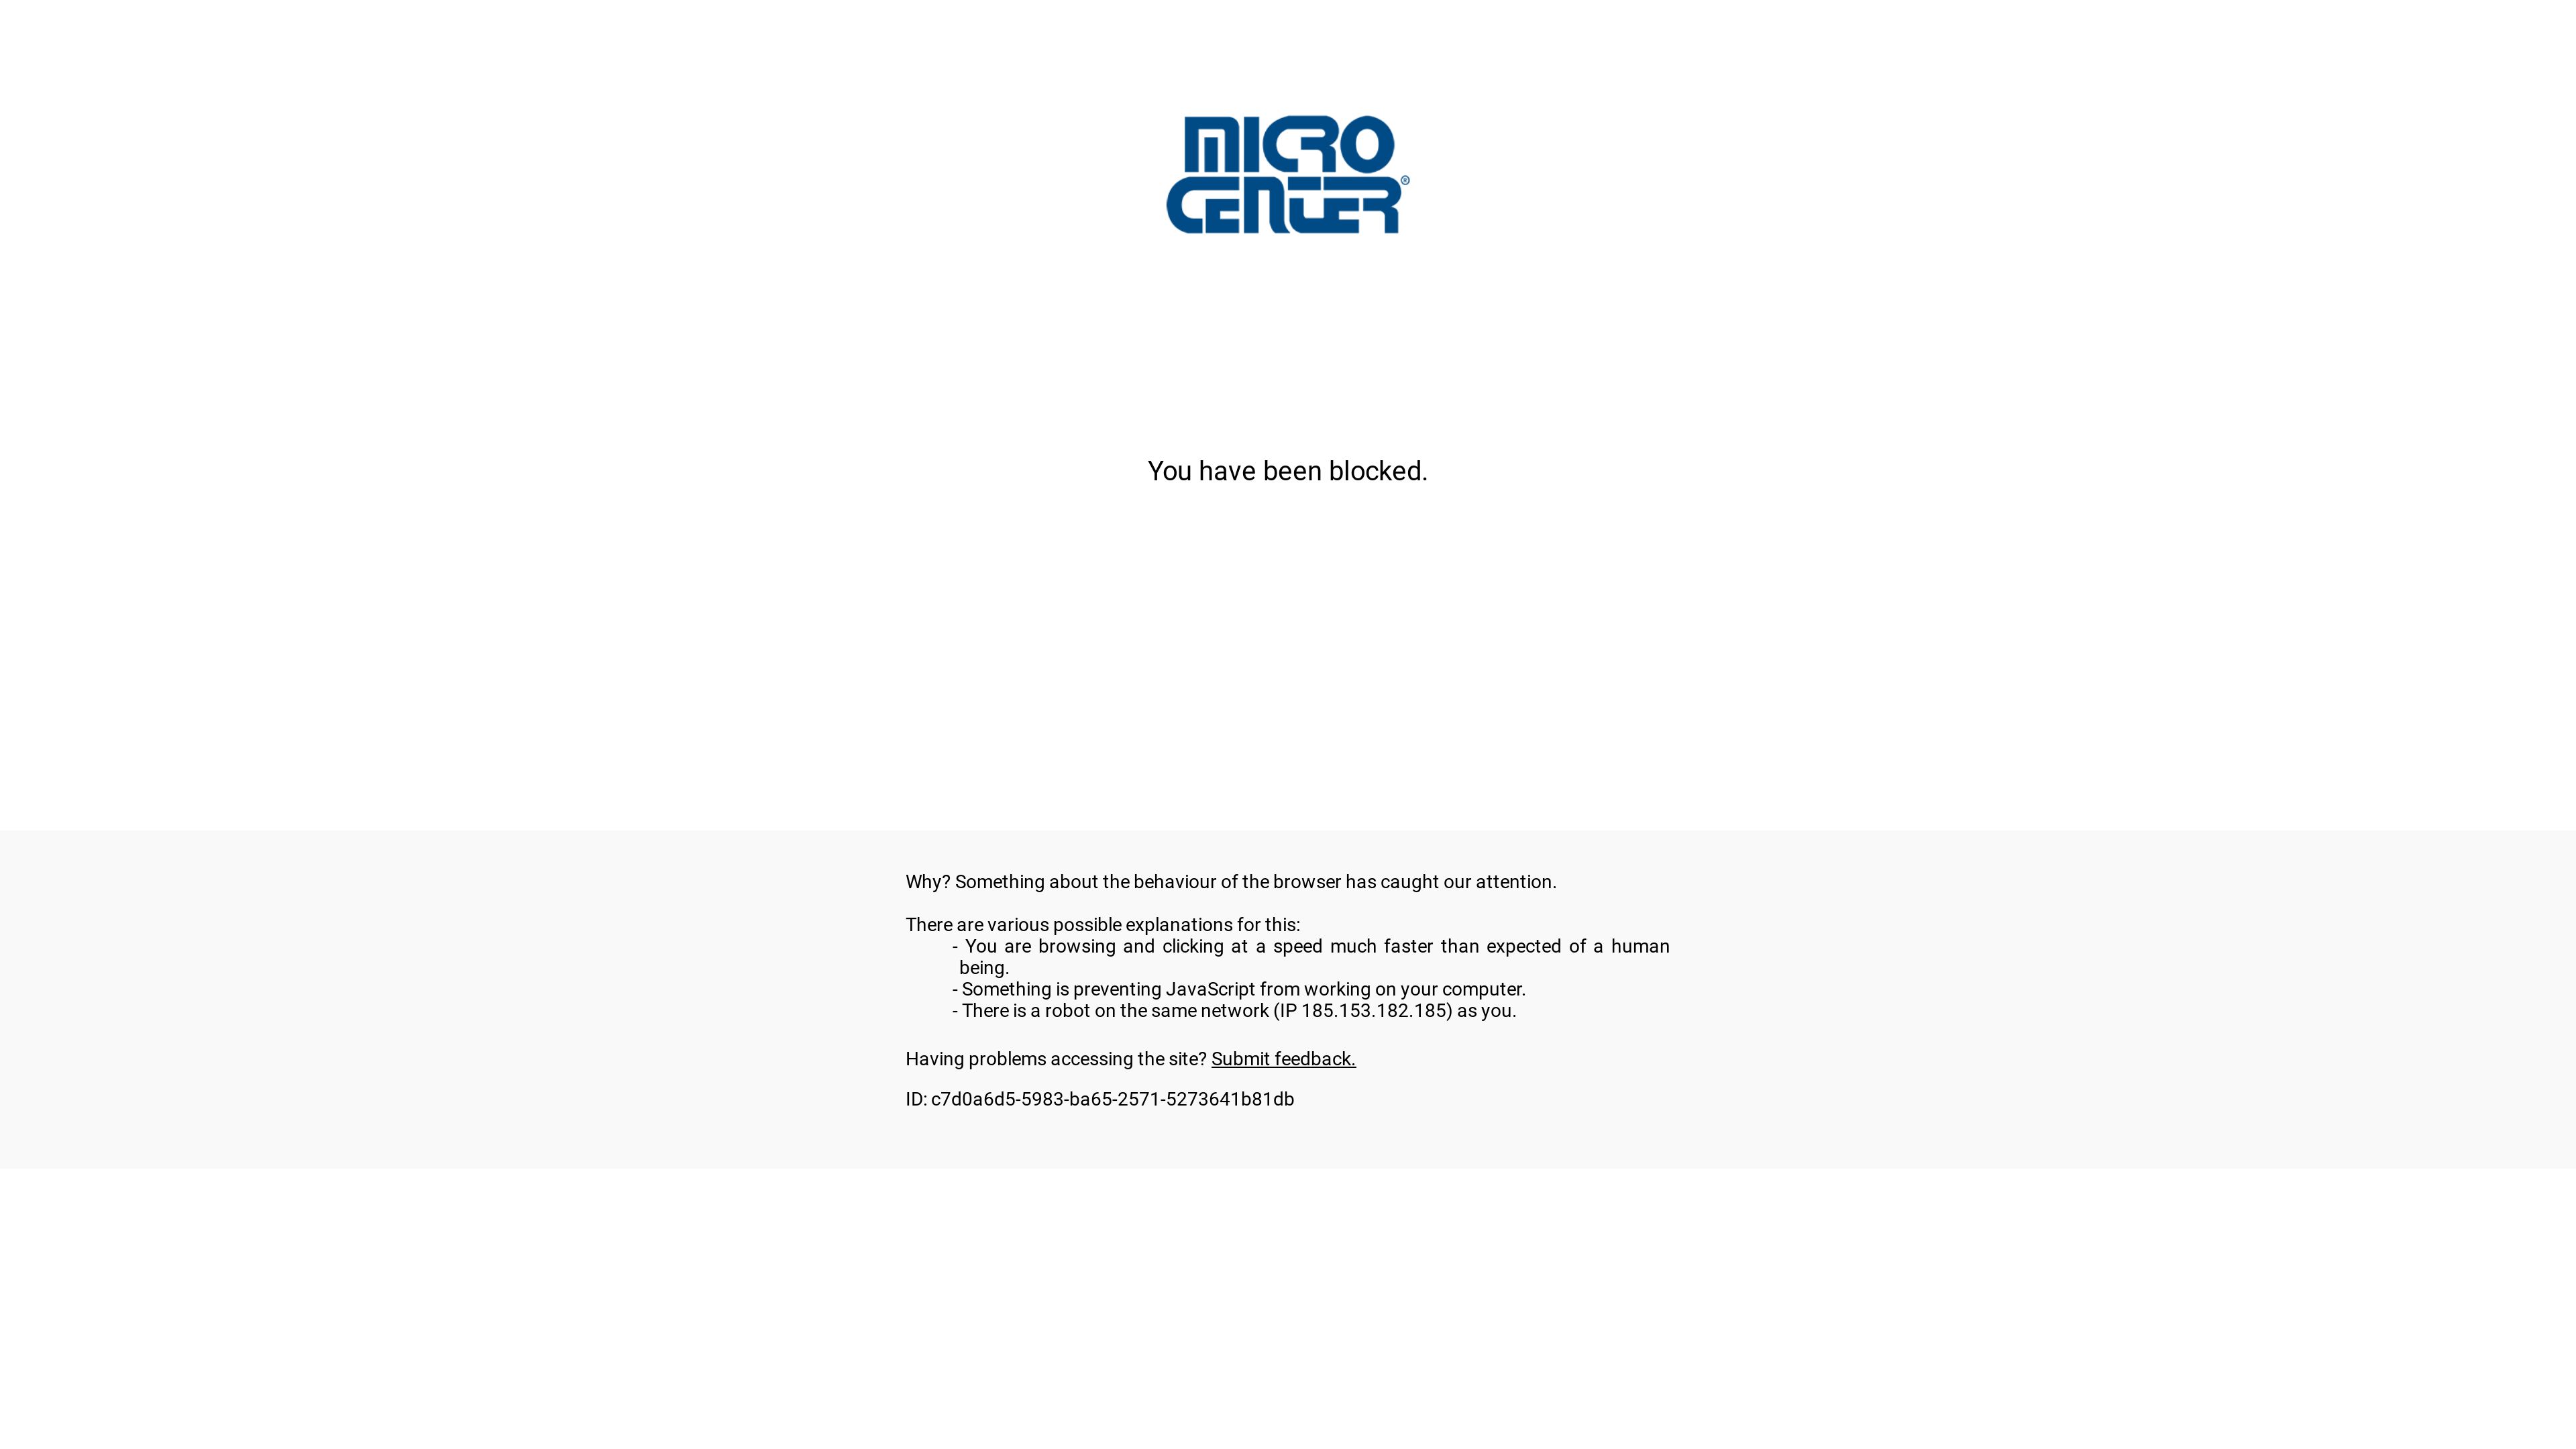 MICRO
CENTER®
You have been blocked.
Why? Something about the behaviour of the browser has caught our attention.
There are various possible explanations for this:
- You are browsing and clicking at a speed much faster than expected of a human
being.
- Something is preventing JavaScript from working on your computer.
- There is a robot on the same network (IP 185.153.182.185) as you.
Having problems accessing the site? Submit feedback.
ID: c7d0a6d5-5983-ba65-2571-5273641b81db